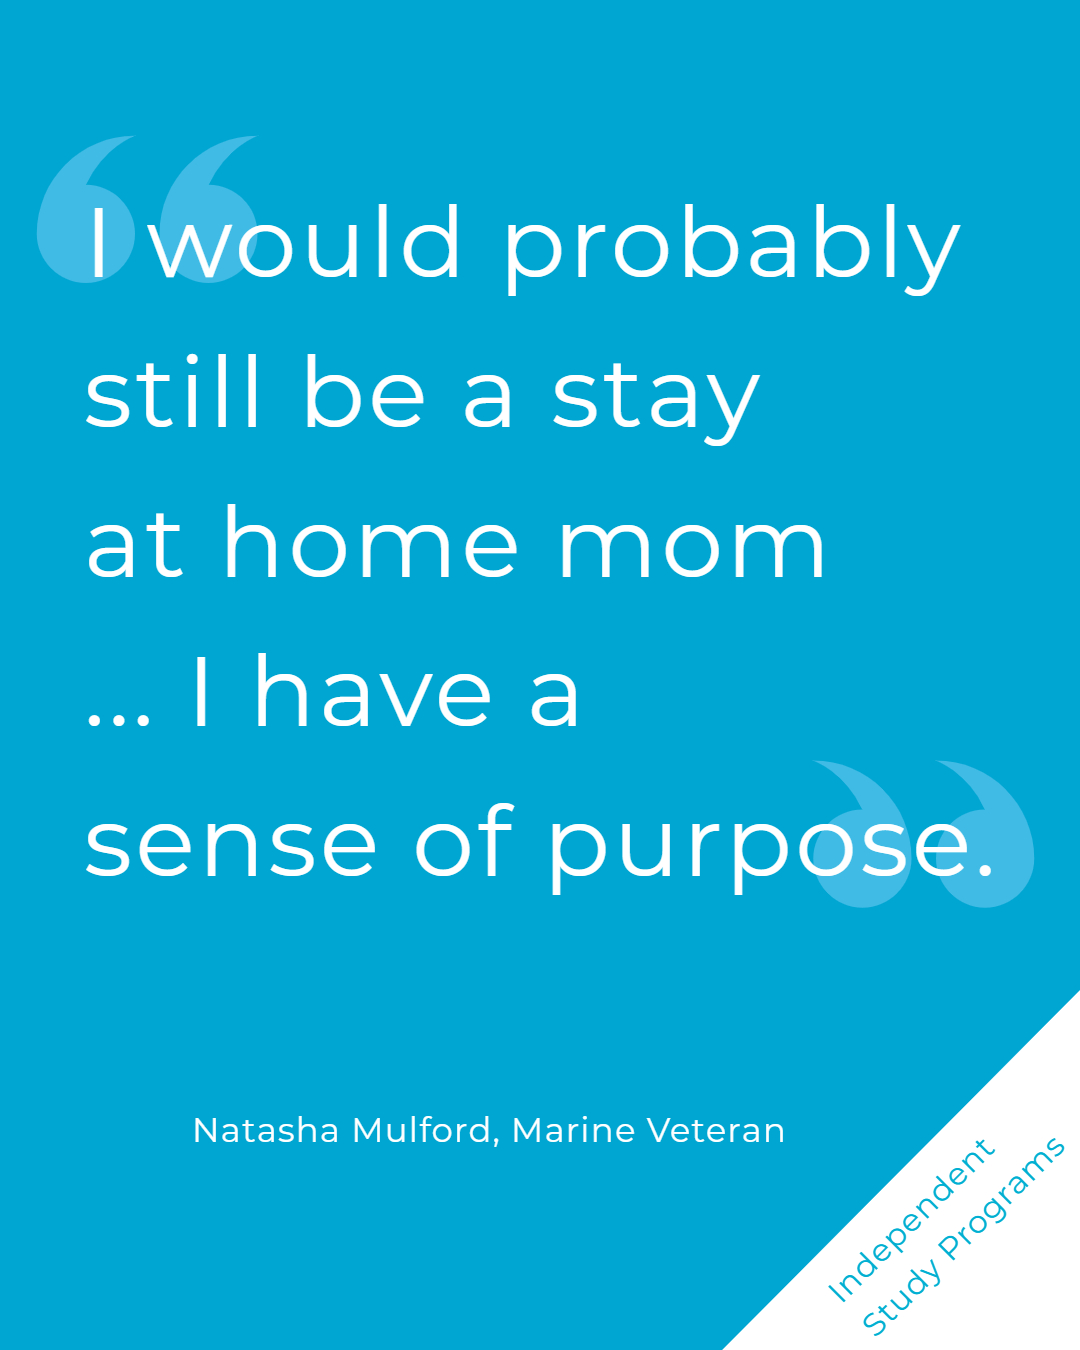 I would probably
still be a stay
at home mom
... I have a
sense of purpose.
Natasha Mulford, Marine Veteran
Independent
Study Programs